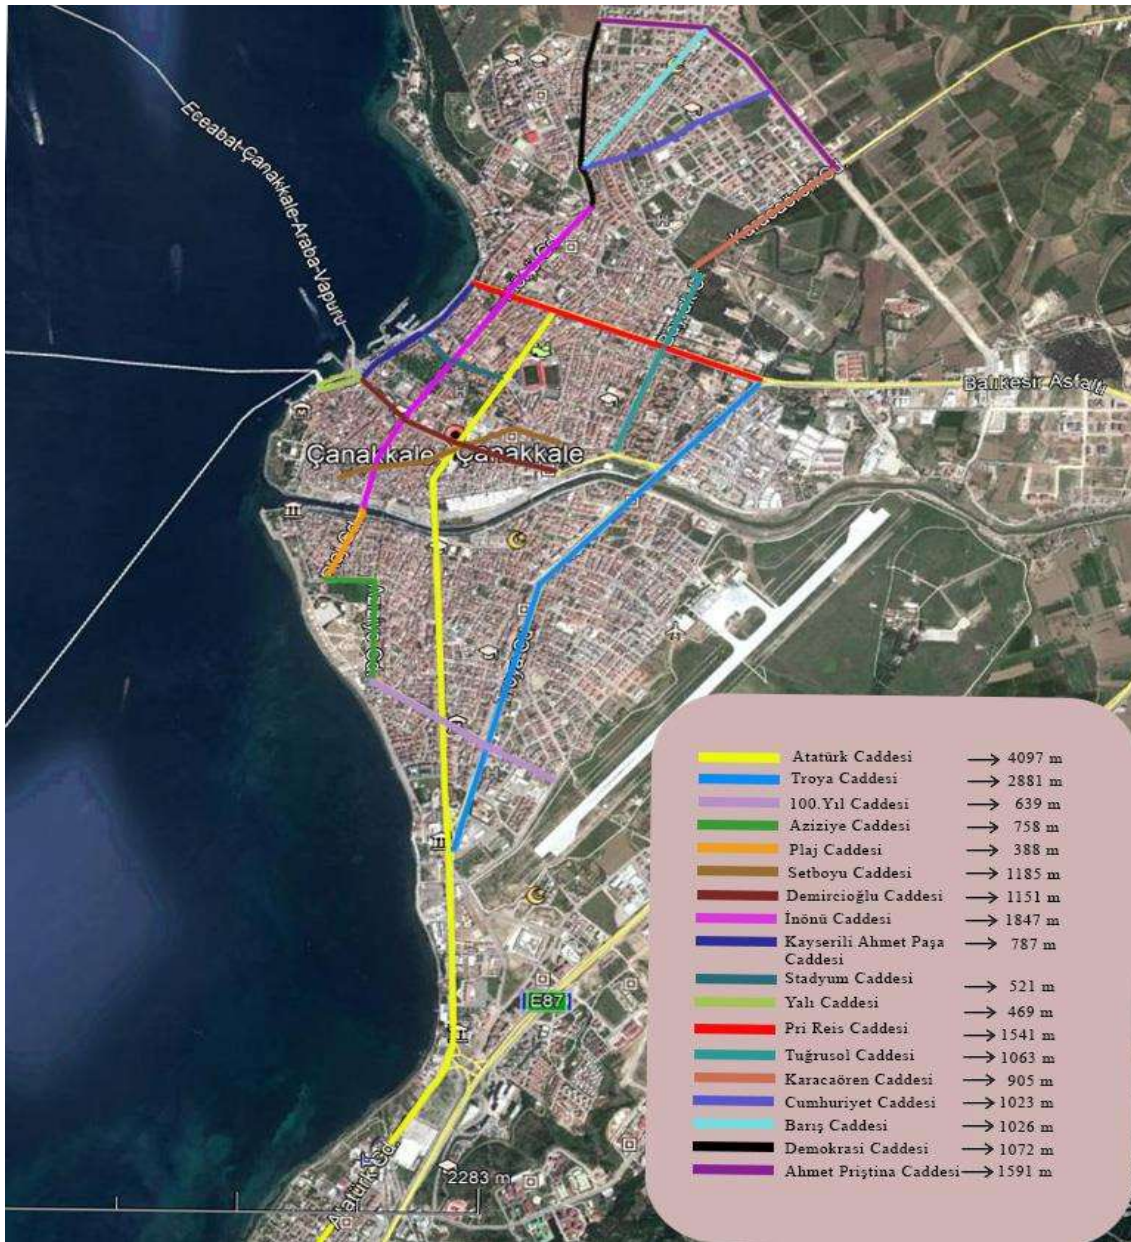 Eceabat-Çanakkale-Araba-Vapuru
Balıkesir Asfaltı
Çanakkale
Çanakkale
E87
2283 m
Atatürk Cd.
Atatürk Caddesi → 4097 m
Troya Caddesi → 2881 m
100.Yıl Caddesi → 639 m
Aziziye Caddesi → 758 m
Plaj Caddesi → 388 m
Setboyu Caddesi → 1185 m
Demircioğlu Caddesi → 1151 m
İnönü Caddesi → 1847 m
Kayserili Ahmet Paşa → 787 m
Caddesi
Stadyum Caddesi → 521 m
Yalı Caddesi → 469 m
Pri Reis Caddesi → 1541 m
Tuğrusol Caddesi → 1063 m
Karacaören Caddesi → 905 m
Cumhuriyet Caddesi → 1023 m
Barış Caddesi → 1026 m
Demokrasi Caddesi → 1072 m
Ahmet Priştina Caddesi → 1591 m